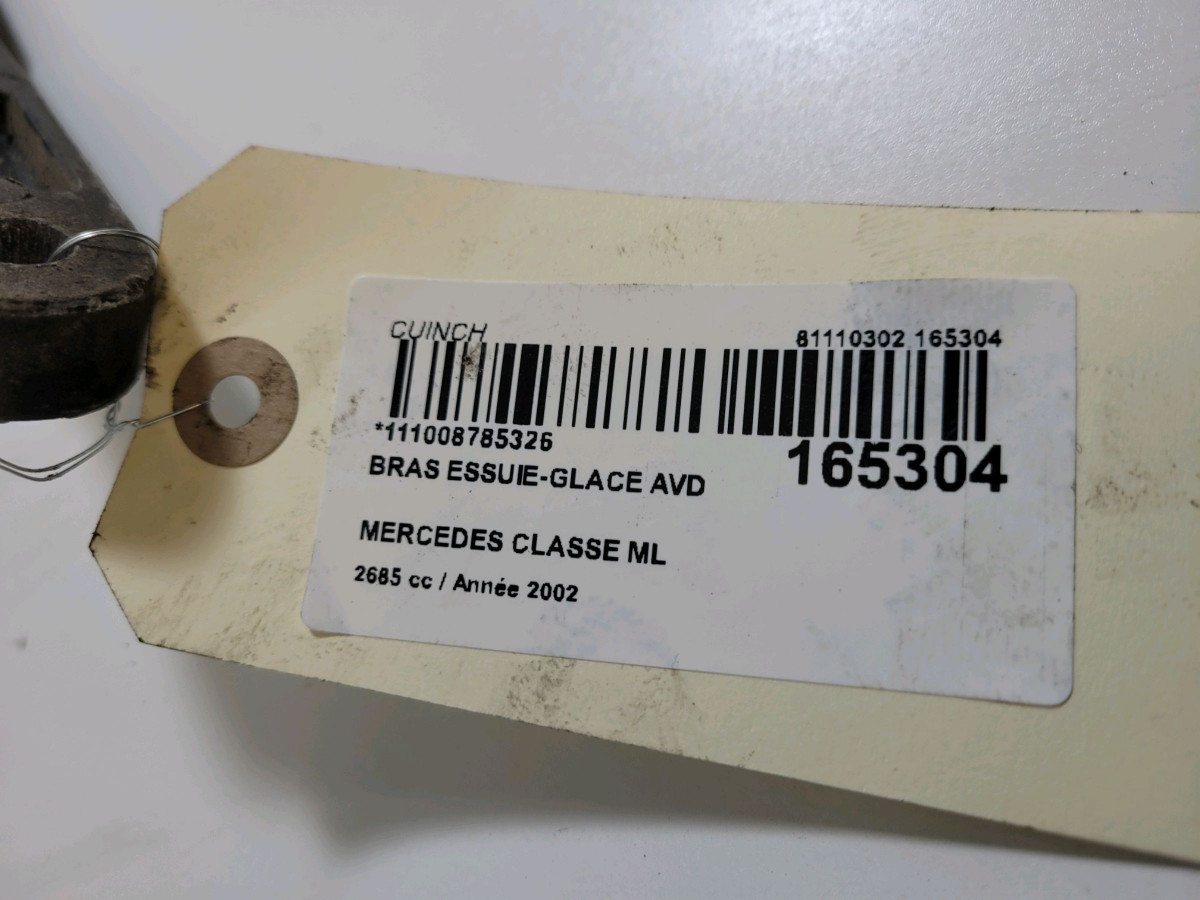 CUINCH
81110302 165304
*111008785326
165304
BRAS ESSUIE-GLACE AVD
MERCEDES CLASSE ML
2685 cc / Année 2002